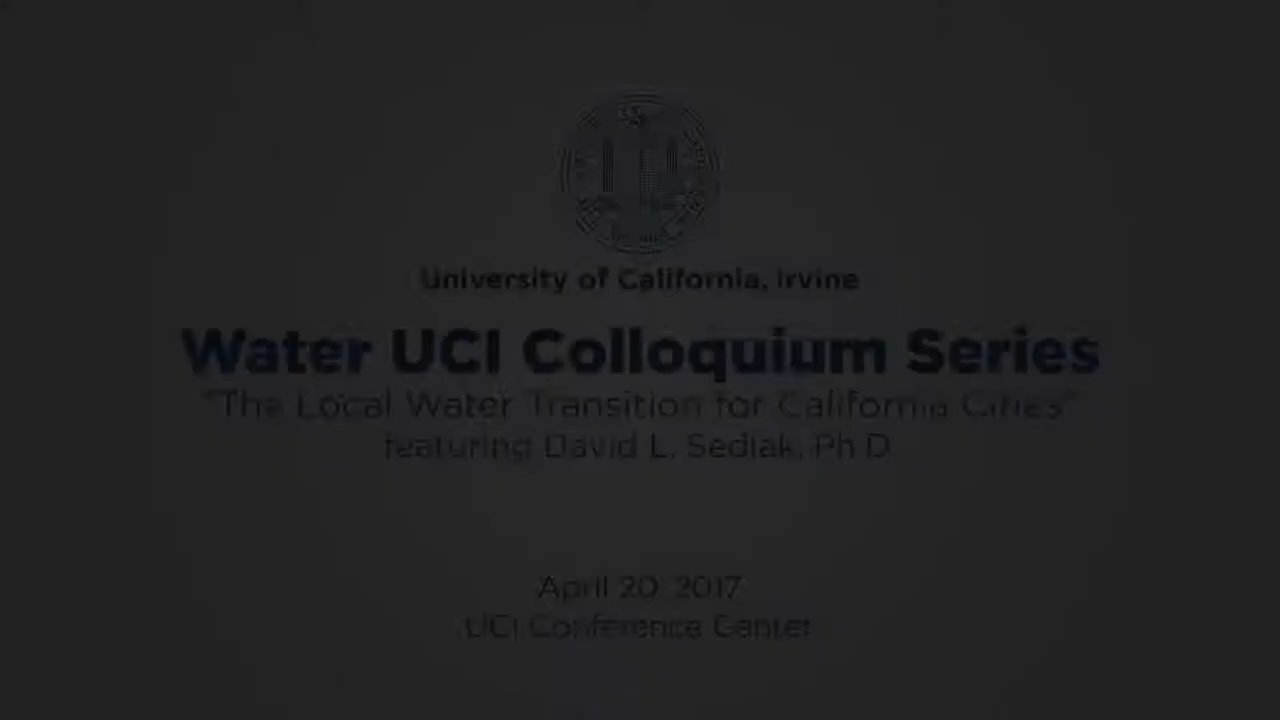 University of California, Irvine
Water UCI Colloquium Series
"The Local Water Transition for California Cities"
featuring David L. Sedlak, Ph.D.
April 20, 2017
UCI Conference Center